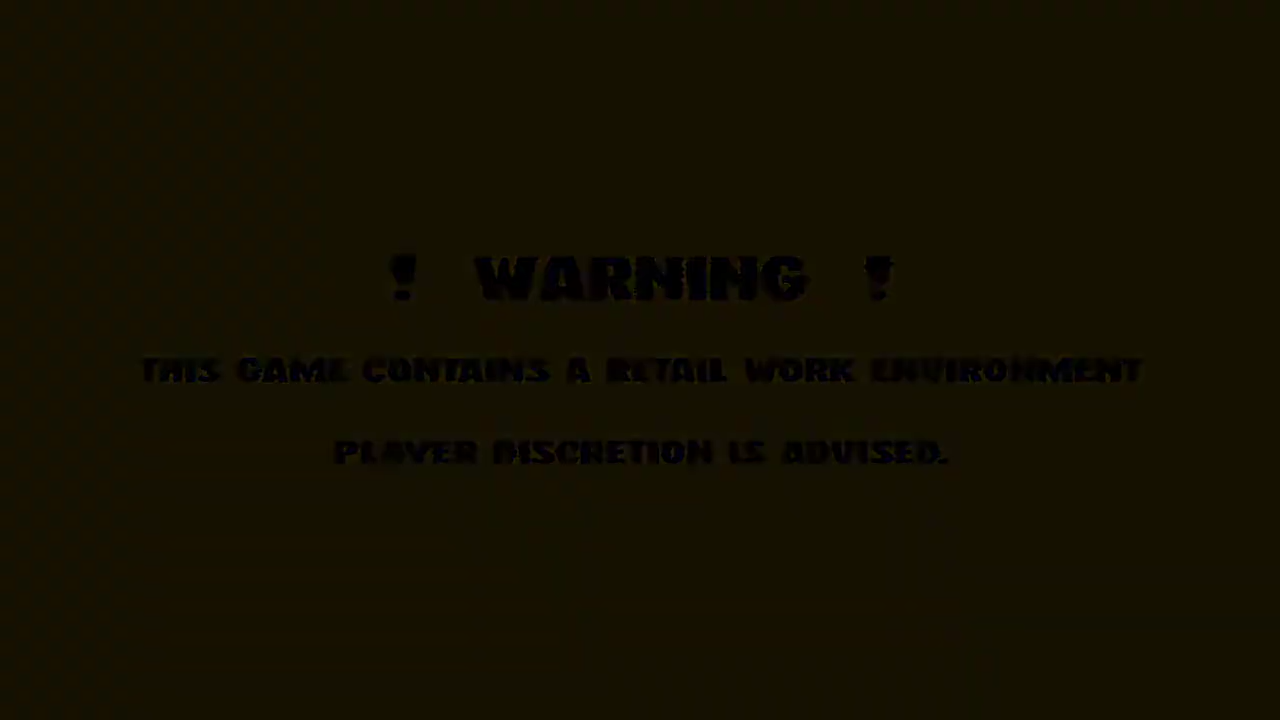 ! WARNING !
THIS GAME CONTAINS A RETAIL WORK ENVIRONMENT
PLAYER DISCRETION IS ADVISED.